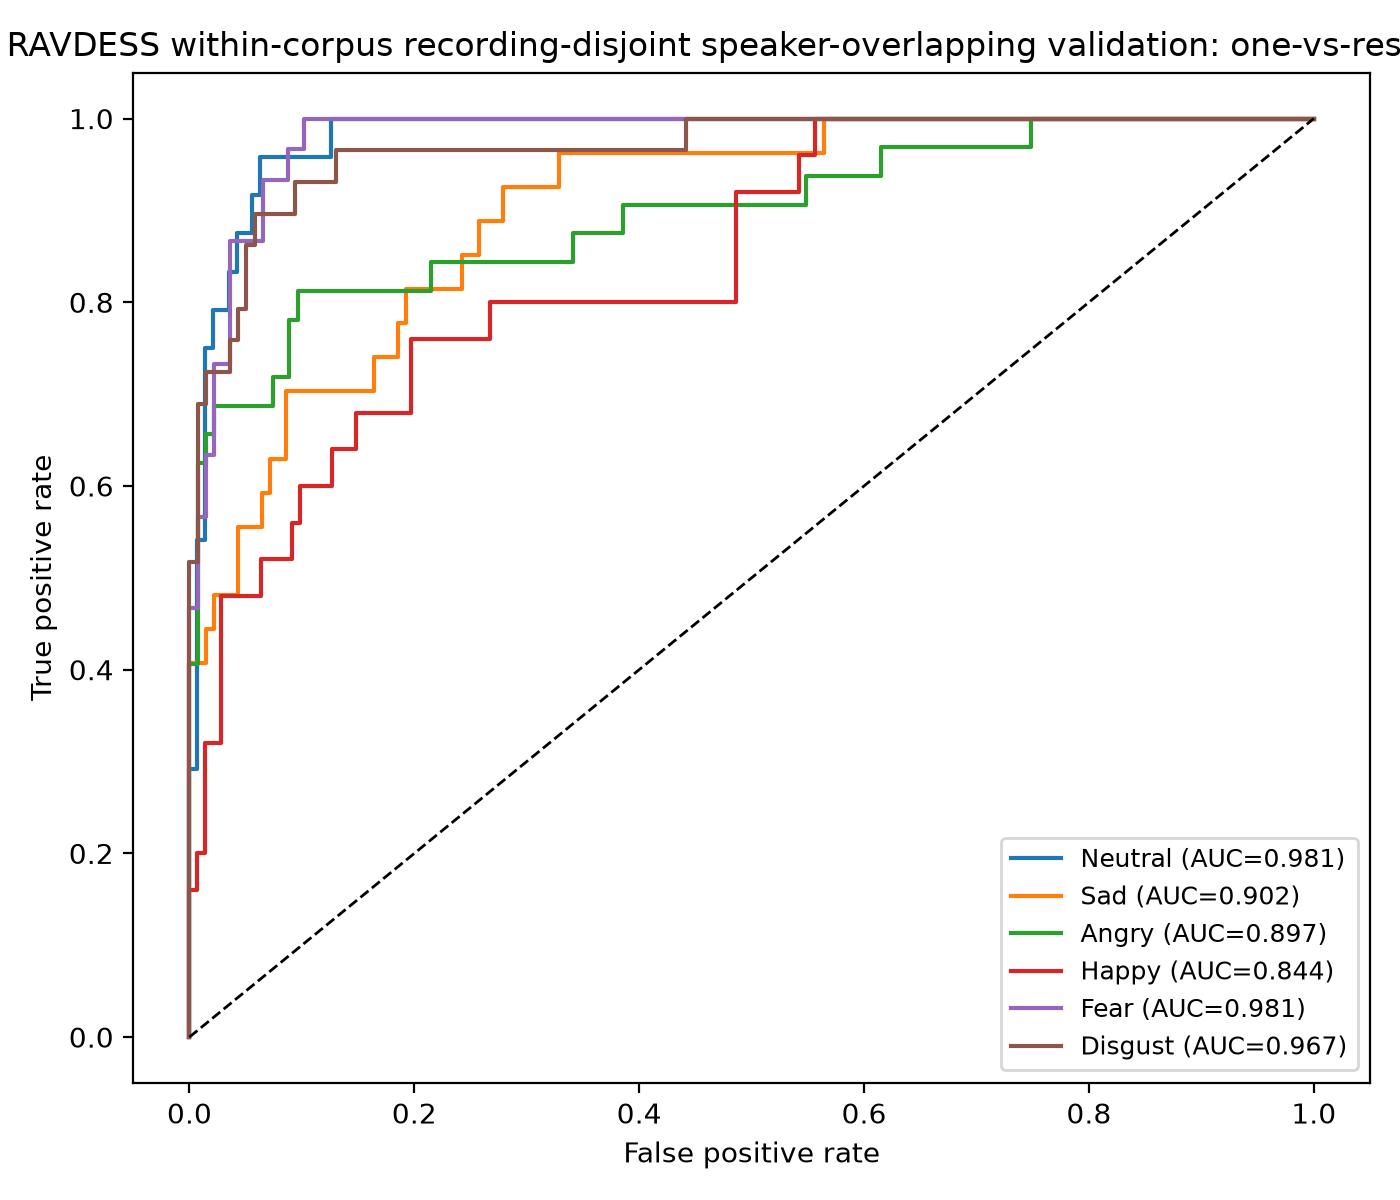 RAVDESS within-corpus recording-disjoint speaker-overlapping validation: one-vs-res
1.0
0.8
0.6
0.4
0.2
0.0
True positive rate
0.0 0.2 0.4 0.6 0.8 1.0
False positive rate
Neutral (AUC=0.981)
Sad (AUC=0.902)
Angry (AUC=0.897)
Happy (AUC=0.844)
Fear (AUC=0.981)
Disgust (AUC=0.967)